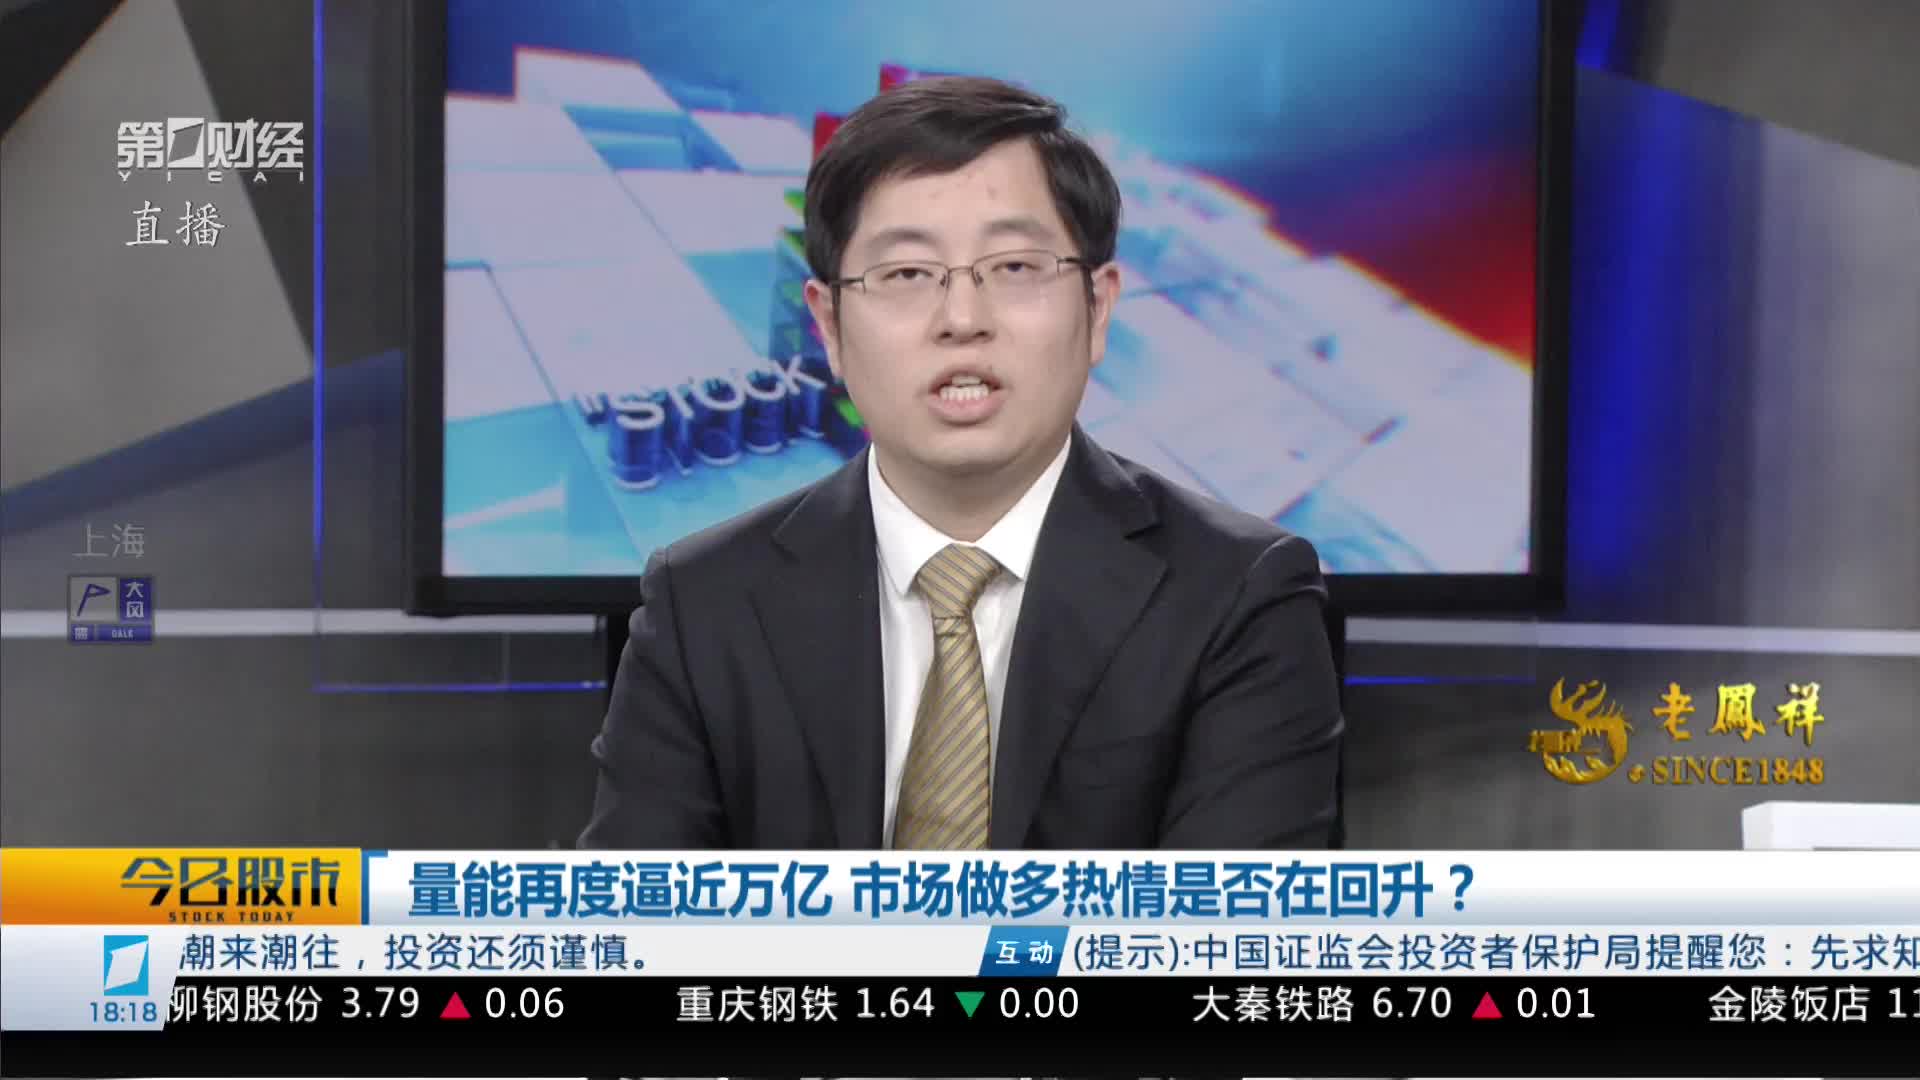 第1财经
YICAI
直播
STOCK
上海
大风
雷
GALE
老鳳祥
SINCE1848
今日股市
STOCK TODAY
量能再度逼近万亿 市场做多热情是否在回升？
潮来潮往，投资还须谨慎。 互动 (提示):中国证监会投资者保护局提醒您：先求知
18:18
柳钢股份 3.79 ▲ 0.06 重庆钢铁 1.64 ▼ 0.00 大秦铁路 6.70 ▲ 0.01 金陵饭店 11